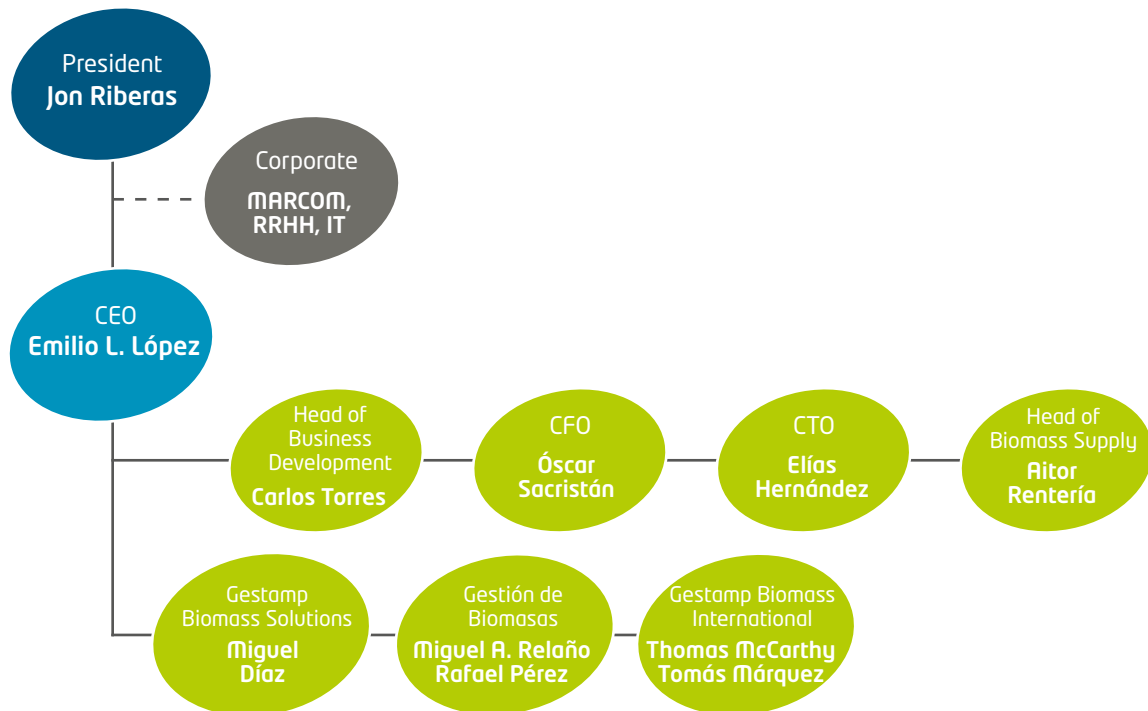 President
Jon Riberas
Corporate
MARCOM,
RRHH, IT
CEO
Emilio L. López
Head of
Business
Development
Carlos Torres
CFO
Óscar
Sacristán
CTO
Elías
Hernández
Head of
Biomass Supply
Aitor
Rentería
Gestamp
Biomass Solutions
Miguel
Díaz
Gestión de
Biomasas
Miguel A. Relaño
Rafael Pérez
Gestamp Biomass
International
Thomas McCarthy
Tomás Márquez